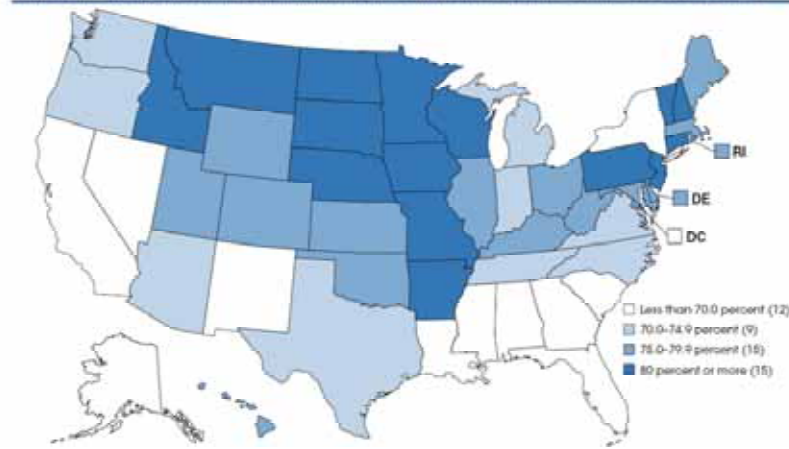 RI
DE
DC
Less than 70.0 percent (12)
70.0–74.9 percent (9)
75.0–79.9 percent (15)
80 percent or more (15)